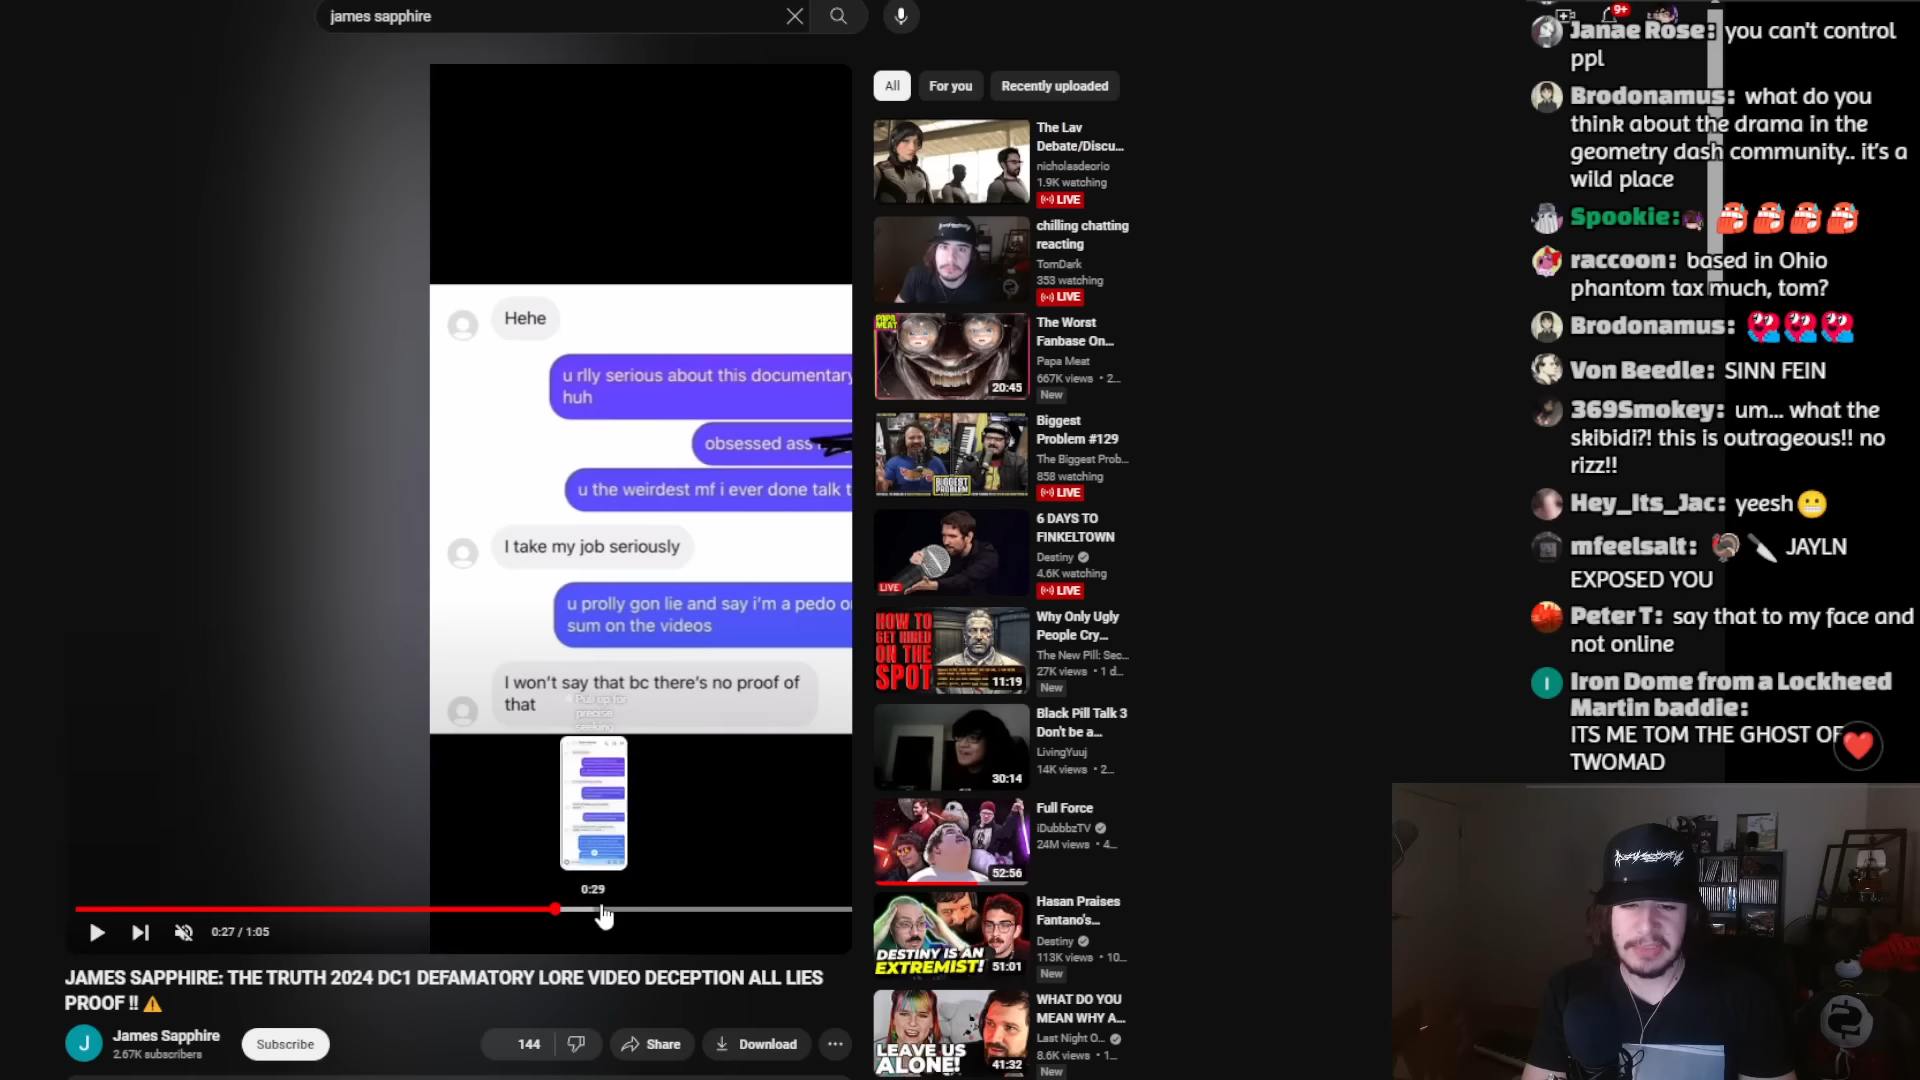 james sapphire
Hehe
u rlly serious about this documentary
huh
obsessed ass
u the weirdest mf i ever done talk t
I take my job seriously
u prolly gon lie and say i'm a pedo o
sum on the videos
I won't say that bc there's no proof of
that
Pull up for
precise
seeking
0:29
0:27 / 1:05
JAMES SAPPHIRE: THE TRUTH 2024 DC1 DEFAMATORY LORE VIDEO DECEPTION ALL LIES
PROOF !! ⚠️
J
James Sapphire
2.67K subscribers
Subscribe
144
Share
Download
All
For you
Recently uploaded
The Lav
Debate/Discu...
nicholasdeorio
1.9K watching
LIVE
chilling chatting
reacting
TomDark
353 watching
LIVE
PAPA
MEAT
20:45
The Worst
Fanbase On...
Papa Meat
667K views • 2...
New
BIGGEST
PROBLEM
Biggest
Problem #129
The Biggest Prob...
858 watching
LIVE
LIVE
6 DAYS TO
FINKELTOWN
Destiny
4.6K watching
LIVE
HOW TO
GET HIRED
ON THE
SPOT
11:19
Why Only Ugly
People Cry...
The New Pill: Sec...
27K views • 1 d...
New
30:14
Black Pill Talk 3
Don't be a...
LivingYuuj
14K views • 2...
52:56
Full Force
iDubbbzTV
24M views • 4...
DESTINY IS AN
EXTREMIST!
51:01
Hasan Praises
Fantano's...
Destiny
113K views • 10...
New
LEAVE US
ALONE!
41:32
WHAT DO YOU
MEAN WHY A...
Last Night O...
8.6K views • 1...
New
9+
Janae Rose: you can't control
ppl
Brodonamus: what do you
think about the drama in the
geometry dash community.. it's a
wild place
Spookie:
raccoon: based in Ohio
phantom tax much, tom?
Brodonamus:
Von Beedle: SINN FEIN
369Smokey: um... what the
skibidi?! this is outrageous!! no
rizz!!
Hey_Its_Jac: yeesh😬
mfeelsalt: 🦃 🔪 JAYLN
EXPOSED YOU
Peter T: say that to my face and
not online
I
Iron Dome from a Lockheed
Martin baddie:
ITS ME TOM THE GHOST OF
TWOMAD